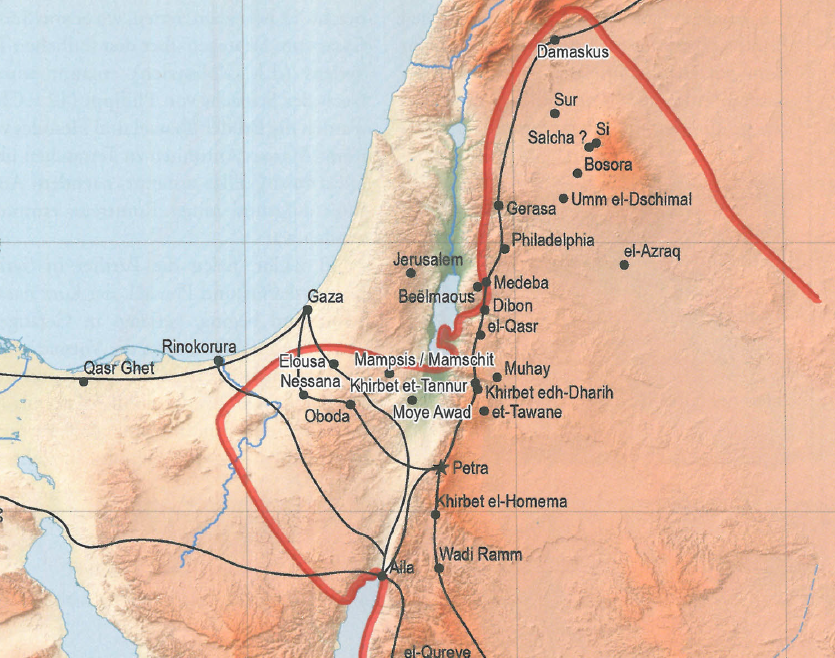 Damaskus
Sur
Salcha ?
Si
Bosora
Umm el-Dschimal
Gerasa
Philadelphia
el-Azraq
Jerusalem
Medeba
Beëlmaous
Gaza
Dibon
el-Qasr
Rinokorura
Elousa
Mampsis / Mamschit
Qasr Ghet
Muhay
Nessana
Khirbet et-Tannur
Khirbet edh-Dharih
Oboda
Moye Awad
et-Tawane
Petra
Khirbet el-Homema
Wadi Ramm
Aila
el-Qureye